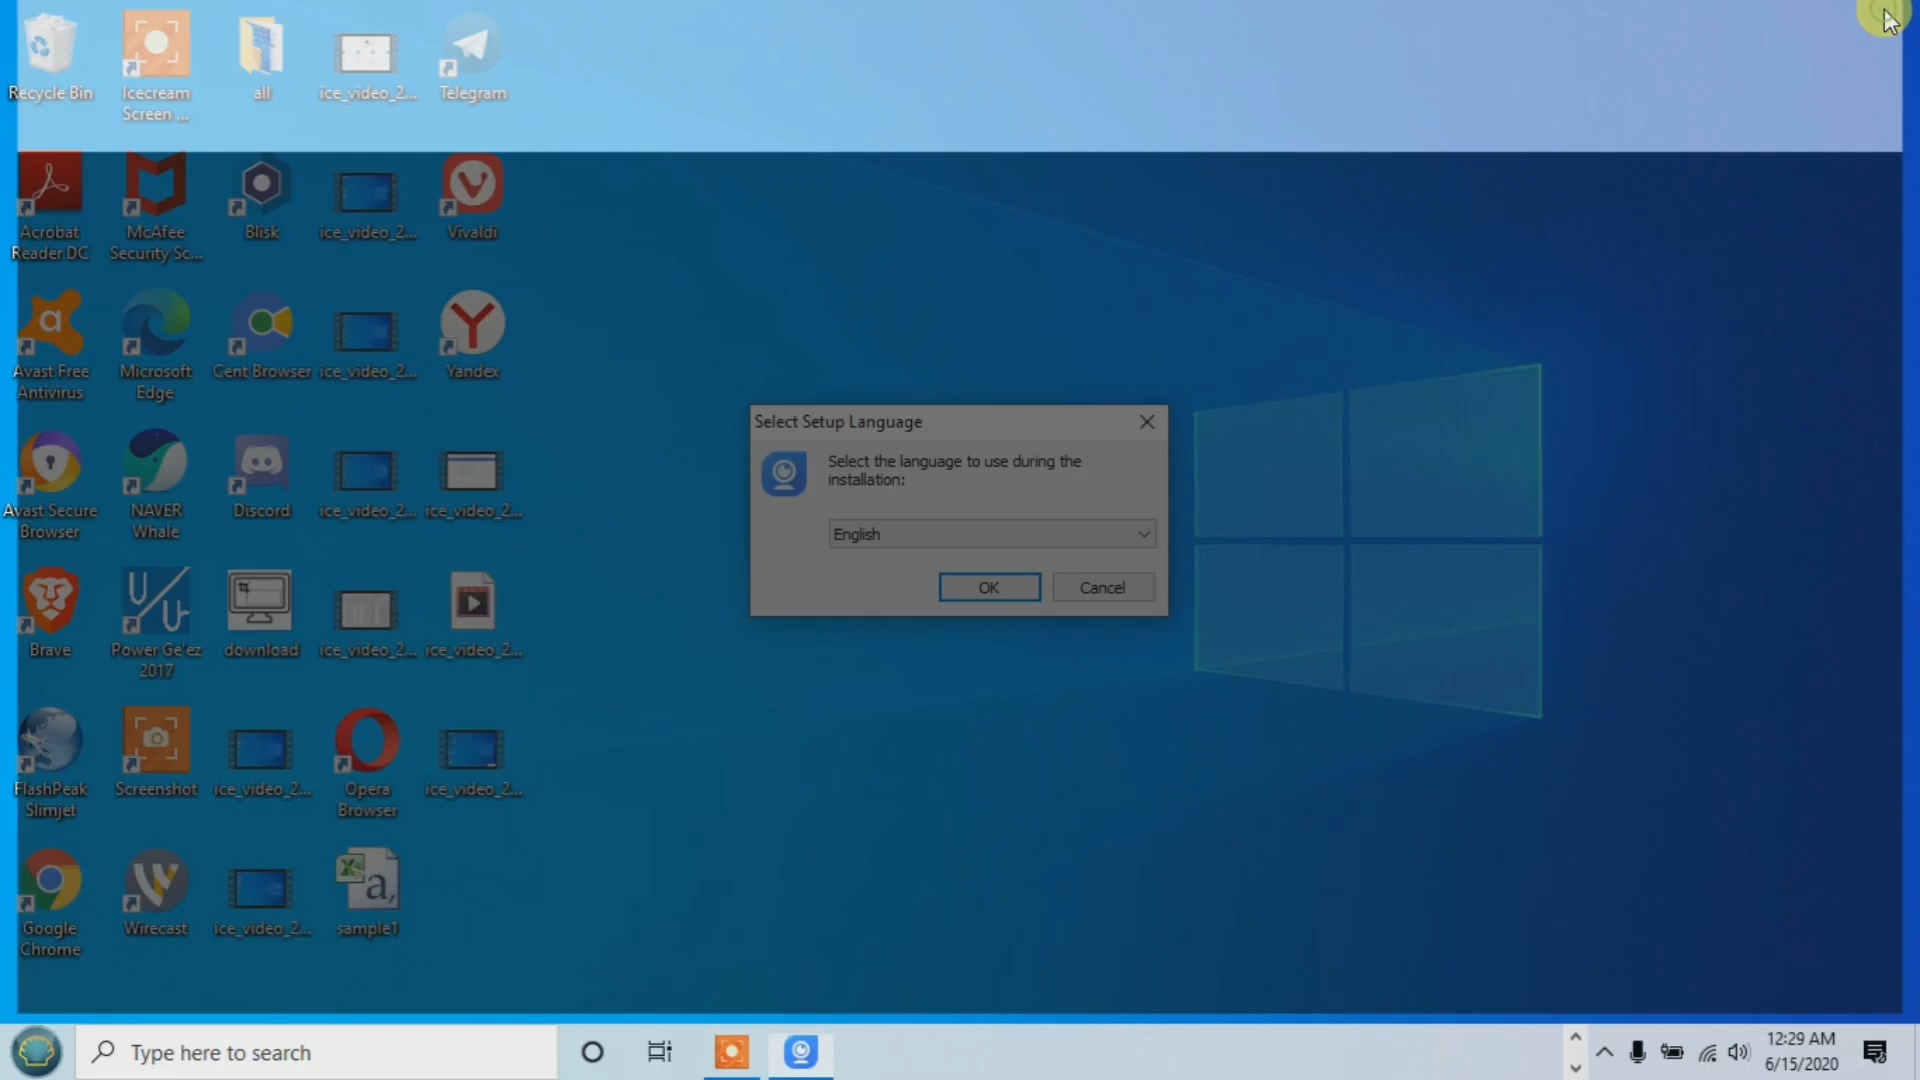 Recycle Bin
Icecream
Screen ...
all
ice_video_2...
Telegram
Acrobat
Reader DC
McAfee
Security Sc...
Blisk
ice_video_2...
Vivaldi
Avast Free
Antivirus
Microsoft
Edge
Cent Browser
ice_video_2...
Yandex
Avast Secure
Browser
NAVER
Whale
Discord
ice_video_2...
ice_video_2...
Brave
Power Ge'ez
2017
download
ice_video_2...
ice_video_2...
FlashPeak
Slimjet
Screenshot
ice_video_2...
Opera
Browser
ice_video_2...
Google
Chrome
Wirecast
ice_video_2...
sample1
Select Setup Language
Select the language to use during the
installation:
English
OK
Cancel
Type here to search
12:29 AM
6/15/2020